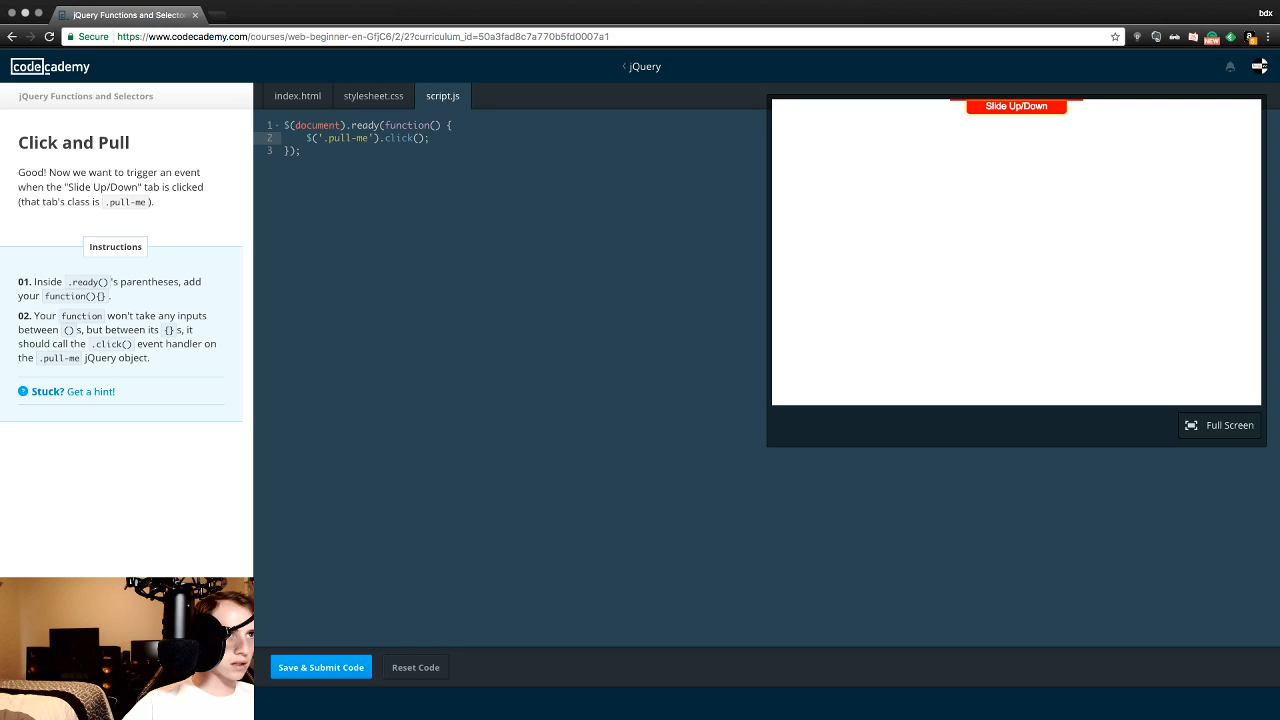 jQuery Functions and Selecto
bdx
Secure
https://www.codecademy.com/courses/web-beginner-en-GfjC6/2/2?curriculum_id=50a3fad8c7a770b5fd0007a1
NEW
6
codecademy
jQuery
jQuery Functions and Selectors
index.html
stylesheet.css
script.js
Click and Pull
Good! Now we want to trigger an event
when the "Slide Up/Down" tab is clicked
(that tab's class is .pull-me ).
Instructions
01. Inside .ready() 's parentheses, add
your function(){} .
02. Your function won't take any inputs
between () s, but between its {} s, it
should call the .click() event handler on
the .pull-me jQuery object.
? Stuck? Get a hint!
1 $(document).ready(function() {
2 $('.pull-me').click();
3 });
Slide Up/Down
Full Screen
Save & Submit Code
Reset Code